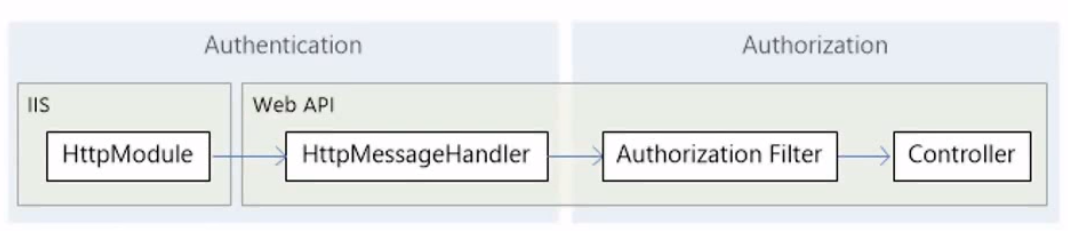 Authentication
Authorization
IIS
Web API
HttpModule
HttpMessageHandler
Authorization Filter
Controller